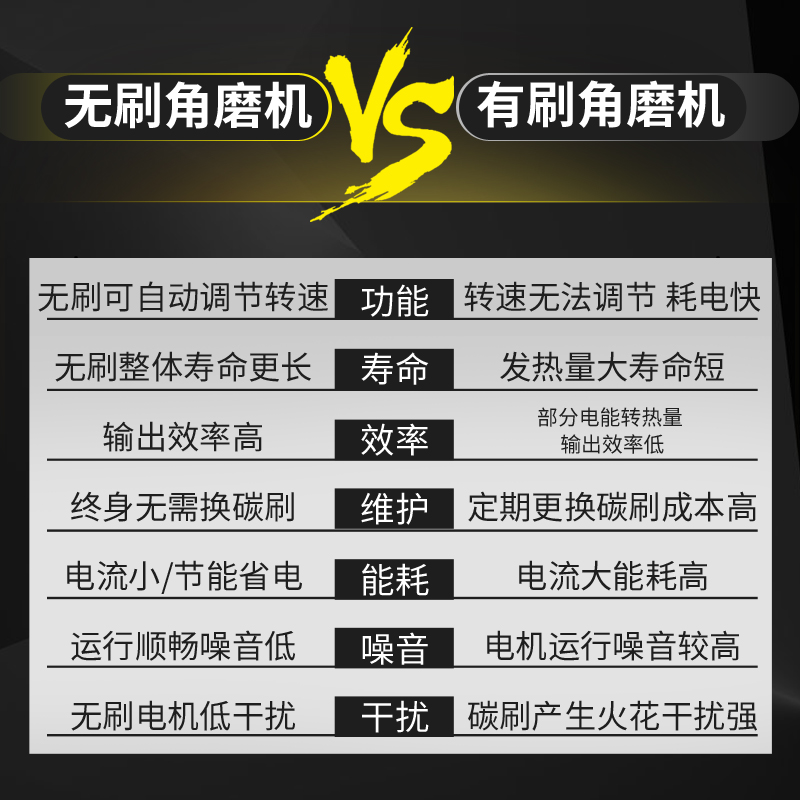 无刷角磨机
VS
有刷角磨机
无刷可自动调节转速
功能
转速无法调节 耗电快
无刷整体寿命更长
寿命
发热量大寿命短
输出效率高
效率
部分电能转热量
输出效率低
终身无需换碳刷
维护
定期更换碳刷成本高
电流小/节能省电
能耗
电流大能耗高
运行顺畅噪音低
噪音
电机运行噪音较高
无刷电机低干扰
干扰
碳刷产生火花干扰强